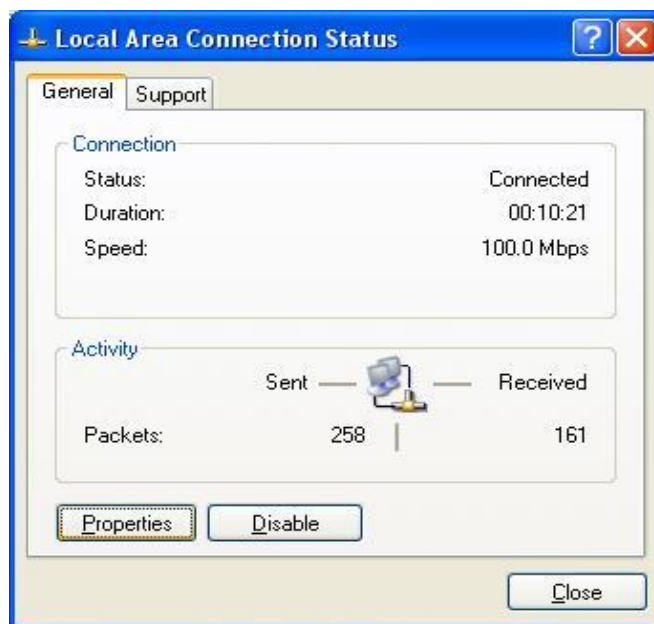 Local Area Connection Status
General Support
Connection
Status: Connected
Duration: 00:10:21
Speed: 100.0 Mbps
Activity
Sent Received
Packets: 258 161
Properties Disable
Close